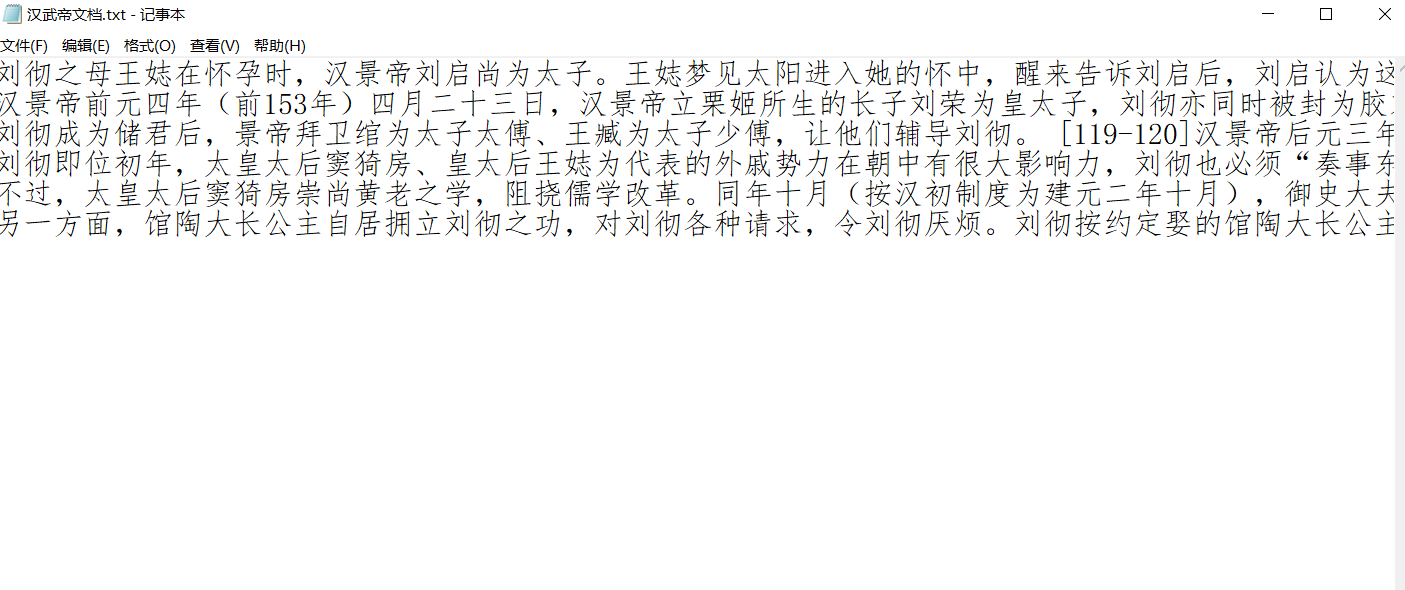 汉武帝文档.txt - 记事本
文件(F) 编辑(E) 格式(O) 查看(V) 帮助(H)
刘彻之母王娡在怀孕时，汉景帝刘启尚为太子。王娡梦见太阳进入她的怀中，醒来告诉刘启后，刘启认为这
汉景帝前元四年（前153年）四月二十三日，汉景帝立栗姬所生的长子刘荣为皇太子，刘彻亦同时被封为胶
刘彻成为储君后，景帝拜卫绾为太子太傅、王臧为太子少傅，让他们辅导刘彻。 [119-120]汉景帝后元三年
刘彻即位初年，太皇太后窦猗房、皇太后王娡为代表的外戚势力在朝中有很大影响力，刘彻也必须“奏事东
不过，太皇太后窦猗房崇尚黄老之学，阻挠儒学改革。同年十月（按汉初制度为建元二年十月），御史大夫
另一方面，馆陶大长公主自居拥立刘彻之功，对刘彻各种请求，令刘彻厌烦。刘彻按约定娶的馆陶大长公主